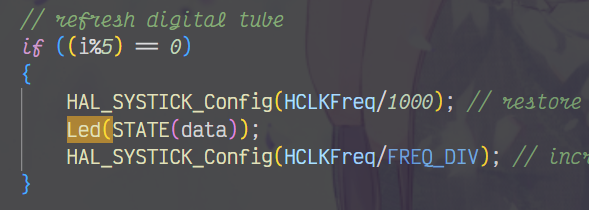 // refresh digital tube
if ((i%5) == 0)
{
HAL_SYSTICK_Config(HCLKFreq/1000); // restore
Led(STATE(data));
HAL_SYSTICK_Config(HCLKFreq/FREQ_DIV); // incr
}